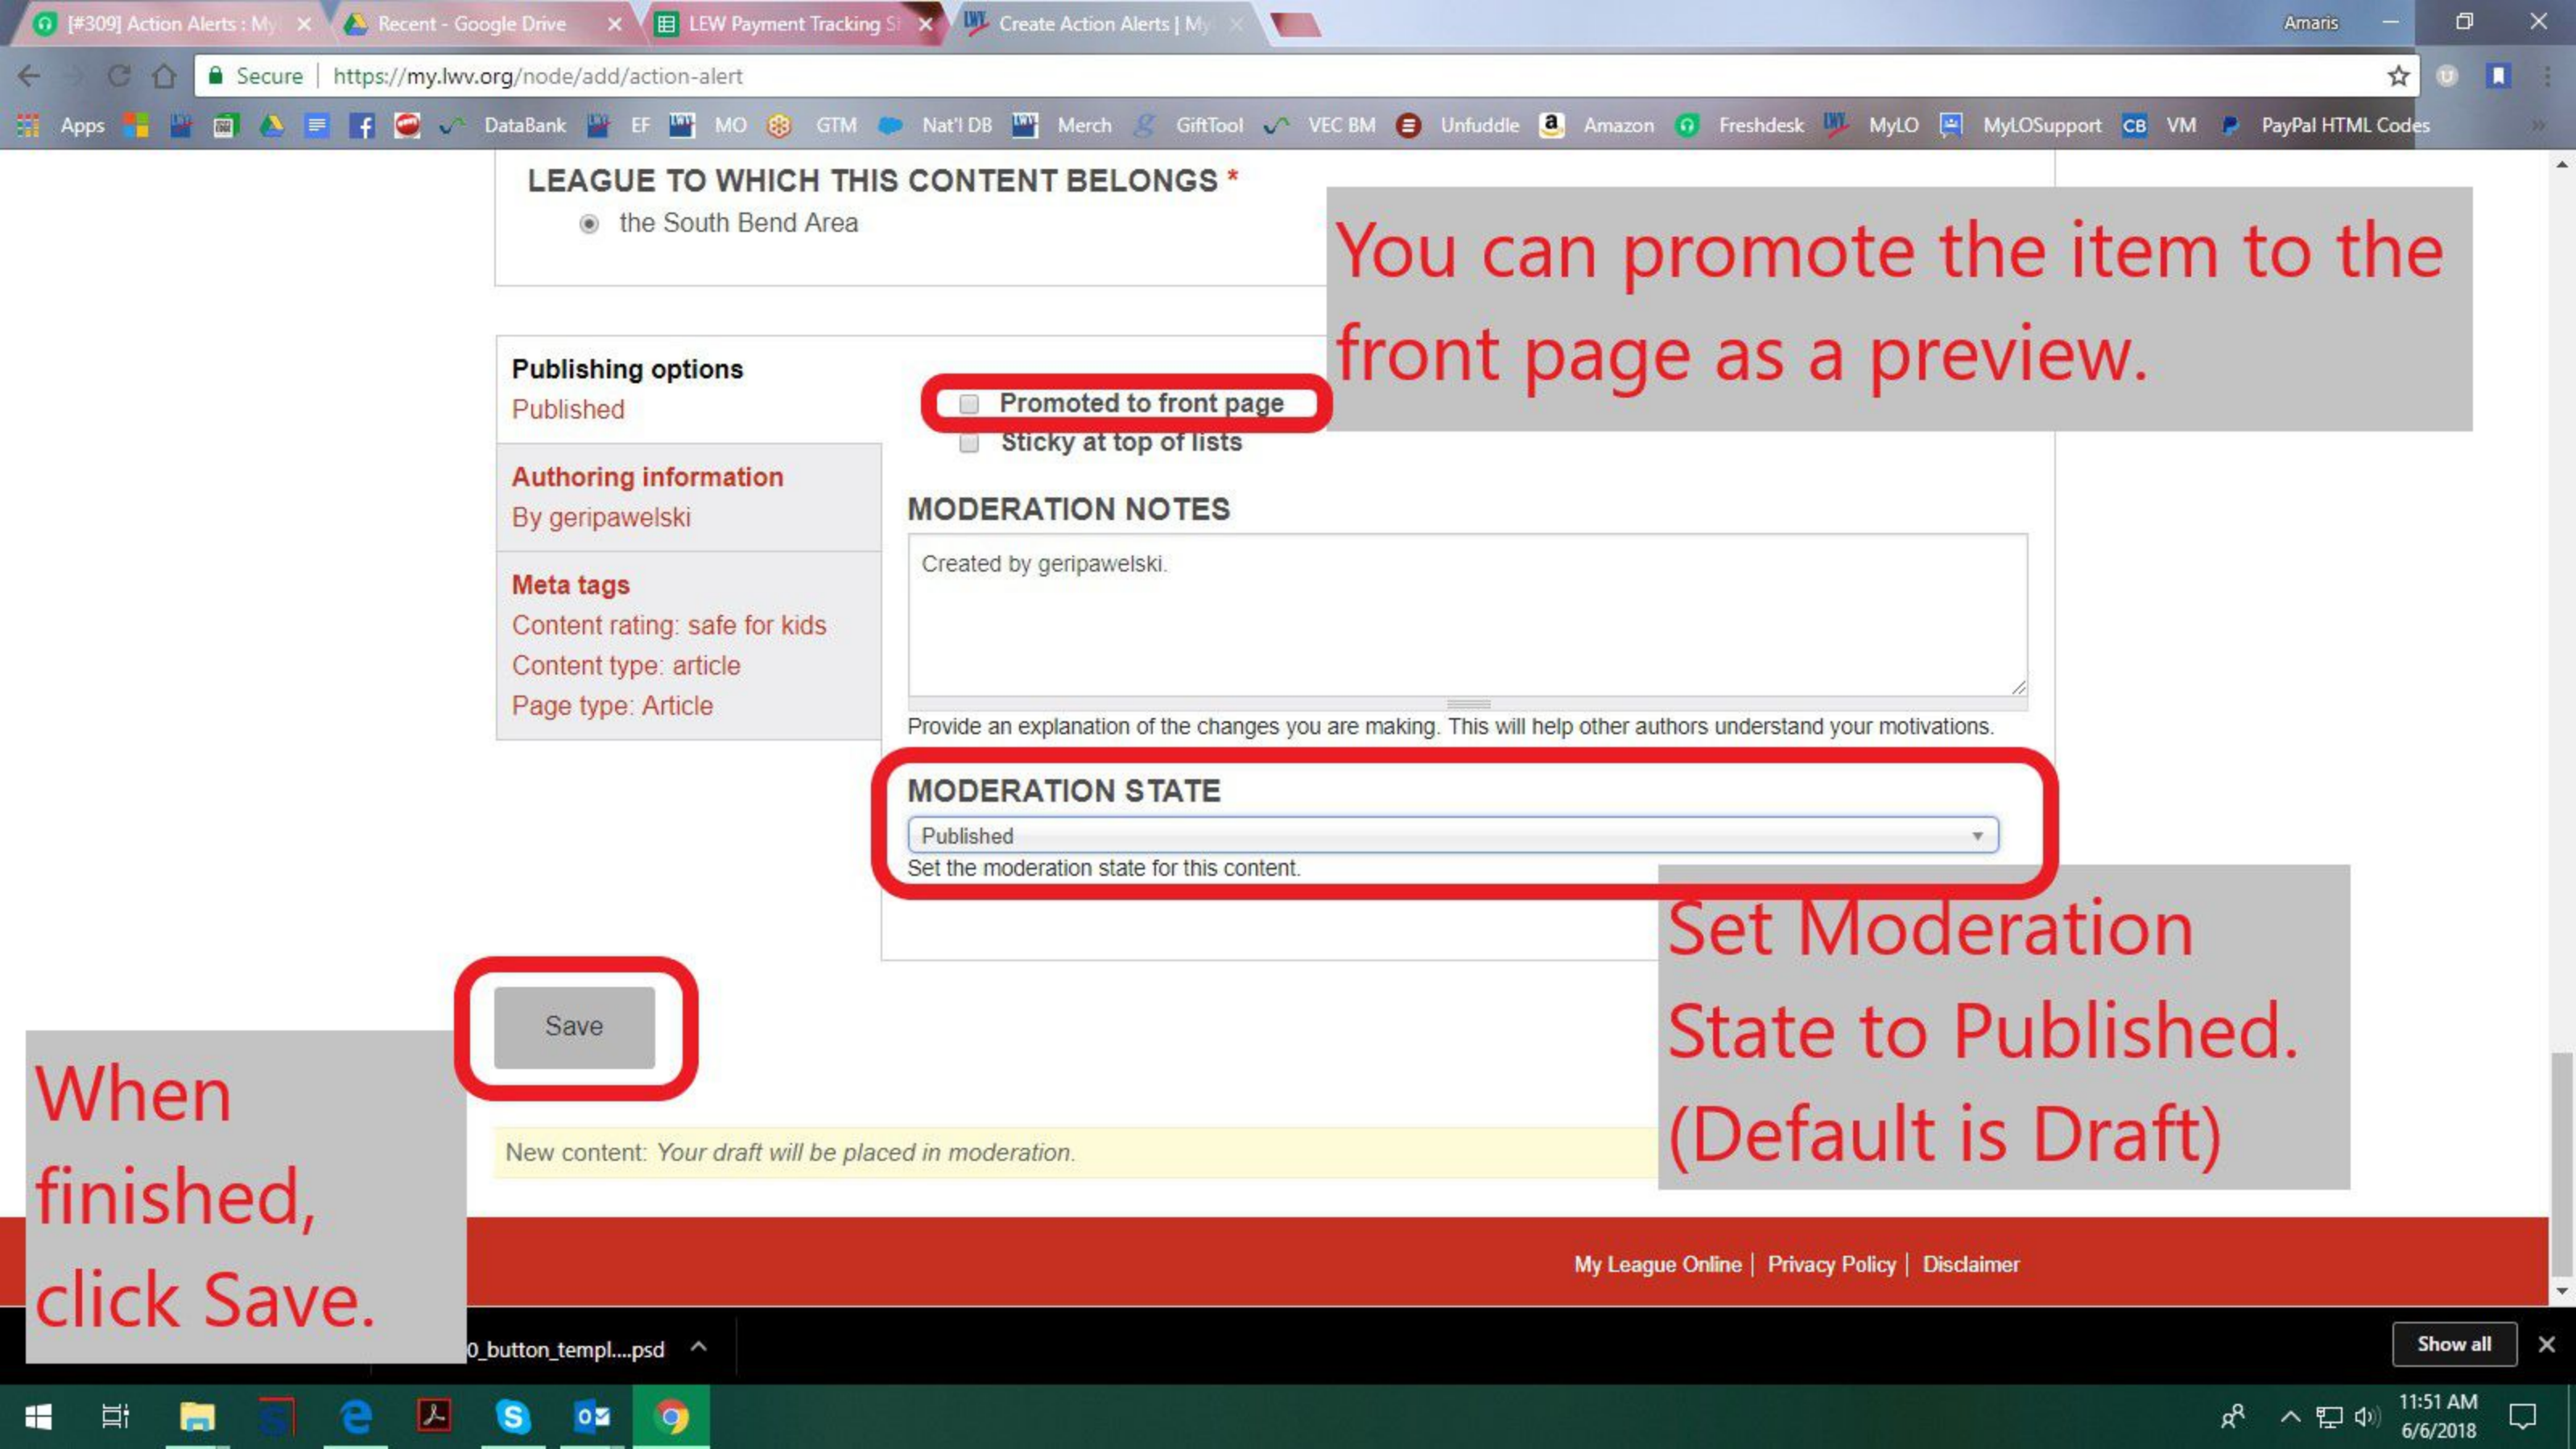 [#309] Action Alerts : My
Recent - Google Drive
LEW Payment Tracking S
Create Action Alerts | My
Amaris
Secure | https://my.lwv.org/node/add/action-alert
Apps DataBank EF MO GTM Nat'l DB Merch GiftTool VEC BM Unfuddle Amazon Freshdesk MyLO MyLOSupport CB VM PayPal HTML Codes
LEAGUE TO WHICH THIS CONTENT BELONGS *
the South Bend Area
You can promote the item to the
front page as a preview.
Publishing options
Published
Authoring information
By geripawelski
Meta tags
Content rating: safe for kids
Content type: article
Page type: Article
Promoted to front page
Sticky at top of lists
MODERATION NOTES
Created by geripawelski.
Provide an explanation of the changes you are making. This will help other authors understand your motivations.
MODERATION STATE
Published
Set the moderation state for this content.
Set Moderation
State to Published.
(Default is Draft)
Save
When
finished,
click Save.
New content: Your draft will be placed in moderation.
My League Online | Privacy Policy | Disclaimer
0_button_templ....psd
Show all
11:51 AM
6/6/2018